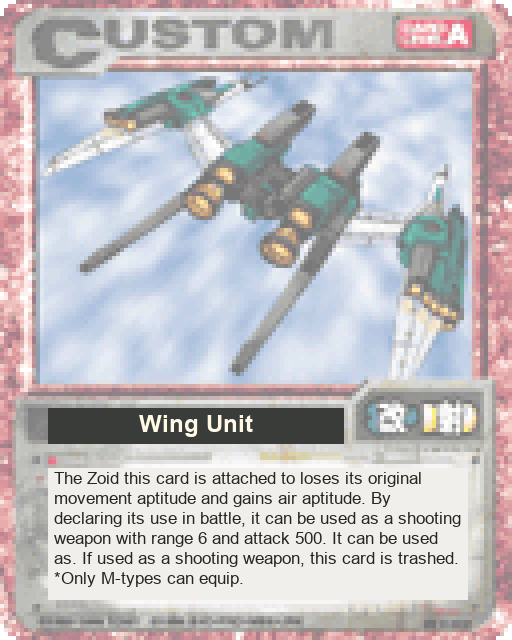 CUSTOM
A
Wing Unit
The Zoid this card is attached to loses its original
movement aptitude and gains air aptitude. By
declaring its use in battle, it can be used as a shooting
weapon with range 6 and attack 500. It can be used
as. If used as a shooting weapon, this card is trashed.
*Only M-types can equip.